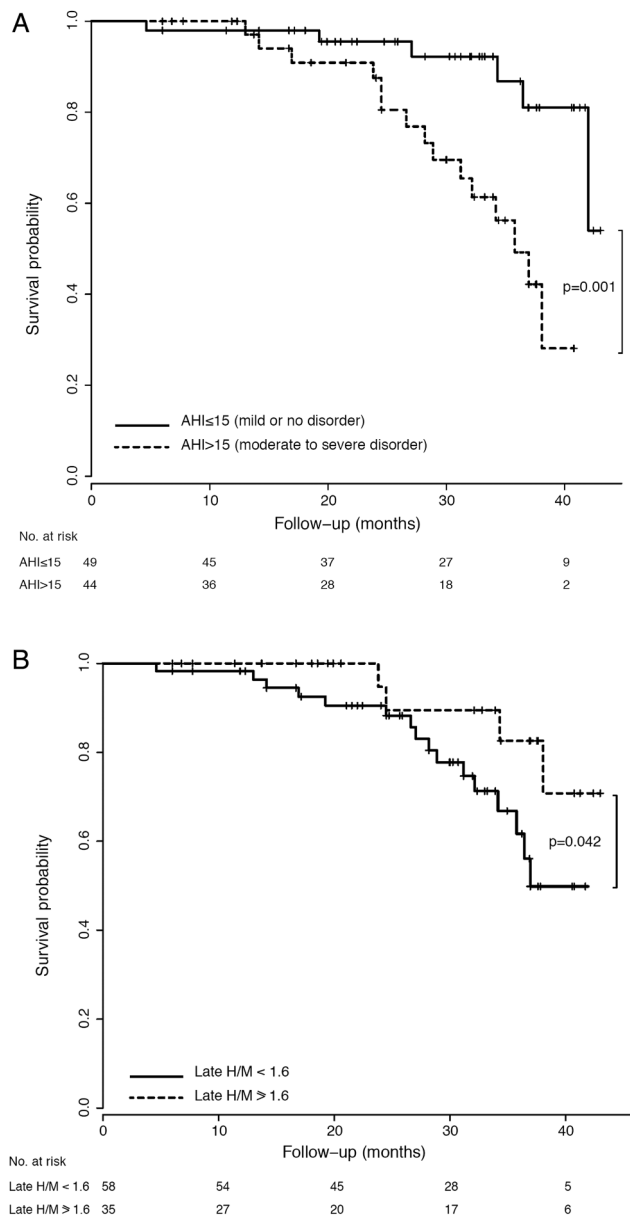 A
Survival probability
1.0
0.8
0.6
0.4
0.2
0.0
p=0.001
AHI≤15 (mild or no disorder)
AHI>15 (moderate to severe disorder)
0 10 20 30 40
Follow-up (months)
No. at risk
AHI≤15 49 45 37 27 9
AHI>15 44 36 28 18 2
B
Survival probability
1.0
0.8
0.6
0.4
0.2
0.0
p=0.042
Late H/M < 1.6
Late H/M ⩾ 1.6
0 10 20 30 40
Follow-up (months)
No. at risk
Late H/M < 1.6 58 54 45 28 5
Late H/M ⩾ 1.6 35 27 20 17 6